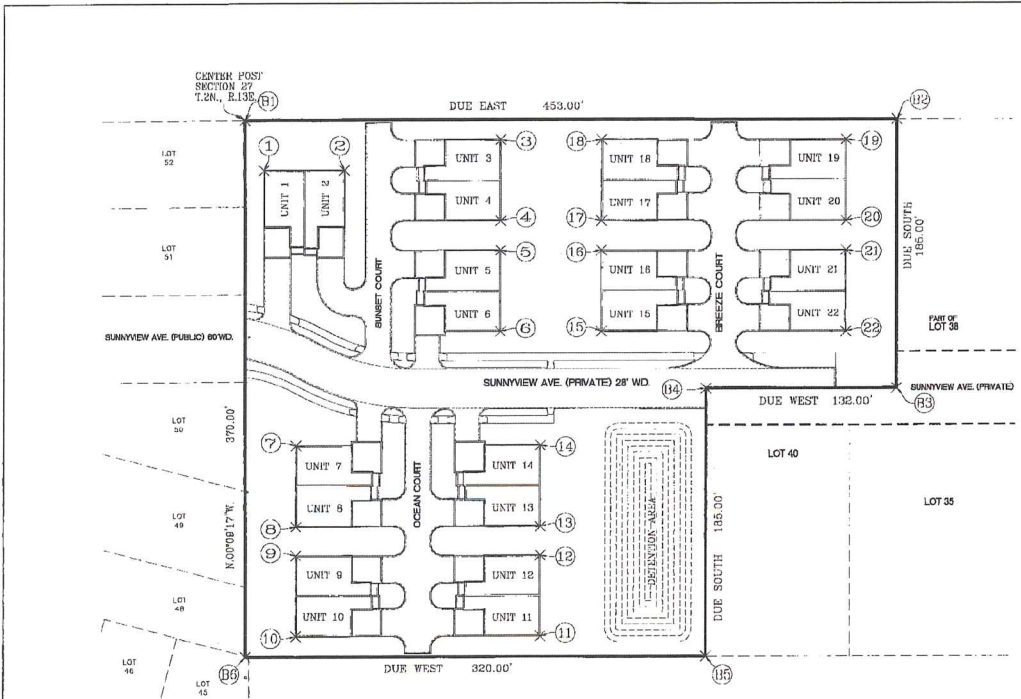 CENTER POST
SECTION 27
T.2N., R.13E.
B1
DUE EAST 453.00'
B2
LOT
52
1
2
3
18
19
UNIT 1
UNIT 2
UNIT 3
UNIT 18
UNIT 19
UNIT 4
UNIT 17
UNIT 20
4
17
20
LOT
51
5
16
21
DUE SOUTH
185.00'
SUNSET COURT
UNIT 5
UNIT 16
BREEZE COURT
UNIT 21
UNIT 6
UNIT 15
UNIT 22
6
15
22
PART OF
LOT 38
SUNNYVIEW AVE. (PUBLIC) 60'WD.
SUNNYVIEW AVE. (PRIVATE) 28' WD.
B4
B3
SUNNYVIEW AVE. (PRIVATE)
DUE WEST 132.00'
LOT
50
370.00'
N.00°09'17"W.
7
14
UNIT 7
UNIT 14
LOT 40
OCEAN COURT
UNIT 8
UNIT 13
LOT 35
8
13
LOT
49
DETENTION AREA
DUE SOUTH 185.00'
9
12
UNIT 9
UNIT 12
UNIT 10
UNIT 11
10
11
LOT
48
B6
DUE WEST 320.00'
B5
LOT
46
LOT
45